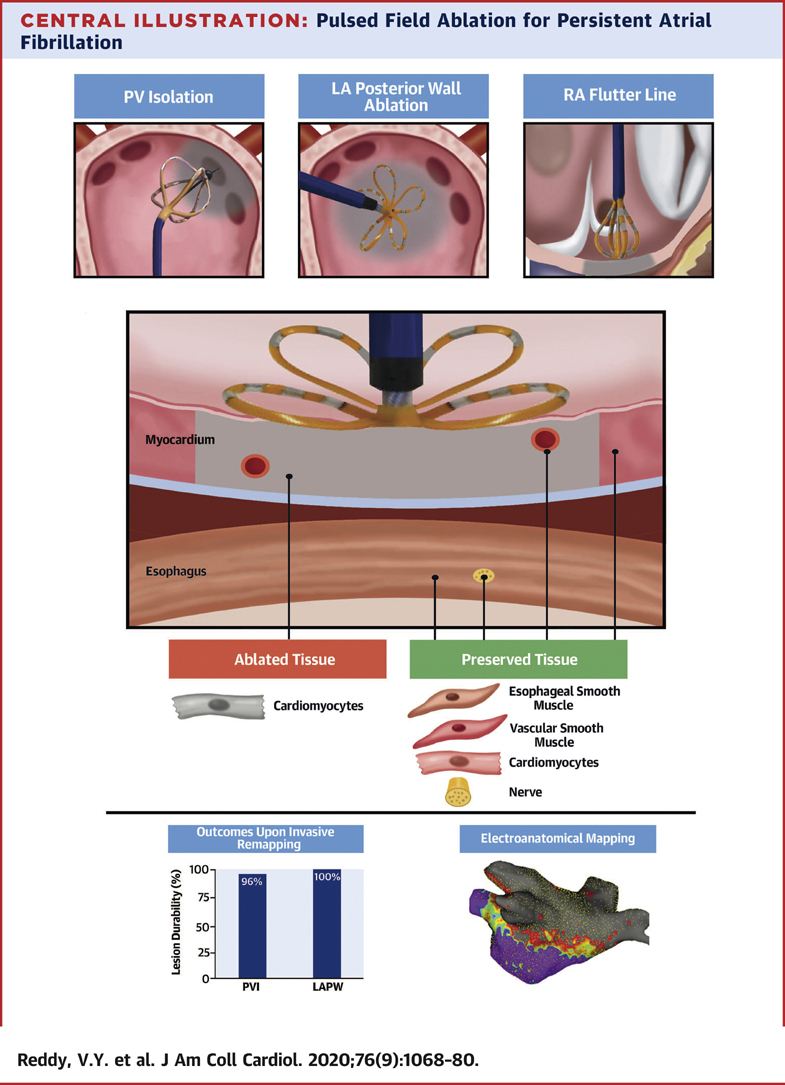 CENTRAL ILLUSTRATION: Pulsed Field Ablation for Persistent Atrial
Fibrillation
PV Isolation
LA Posterior Wall
Ablation
RA Flutter Line
Myocardium
Esophagus
Ablated Tissue
Cardiomyocytes
Preserved Tissue
Esophageal Smooth
Muscle
Vascular Smooth
Muscle
Cardiomyocytes
Nerve
Outcomes Upon Invasive
Remapping
Lesion Durability (%)
100
75
50
25
0
96%
100%
PVI
LAPW
Electroanatomical Mapping
Reddy, V.Y. et al. J Am Coll Cardiol. 2020;76(9):1068–80.